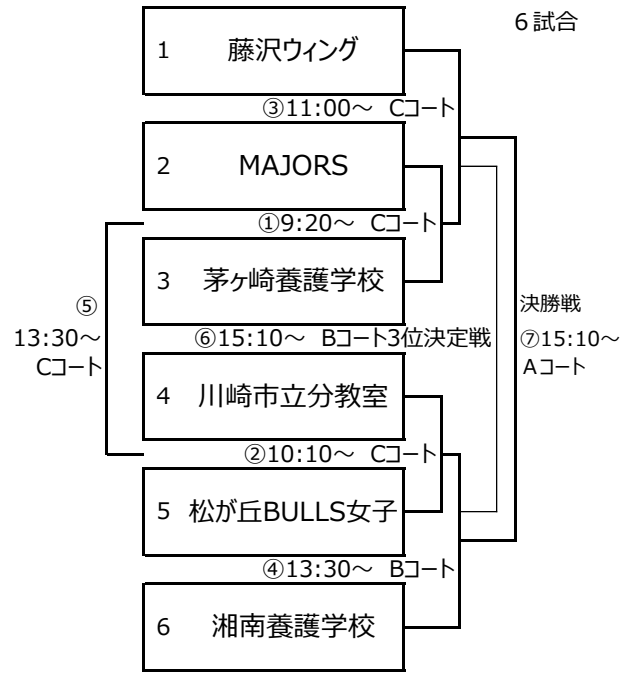 6試合
1 藤沢ウィング
③11:00～ Cコート
2 MAJORS
①9:20～ Cコート
3 茅ヶ崎養護学校
⑤
13:30～
Cコート
⑥15:10～ Bコート3位決定戦
決勝戦
⑦15:10～
Aコート
4 川崎市立分教室
②10:10～ Cコート
5 松が丘BULLS女子
④13:30～ Bコート
6 湘南養護学校